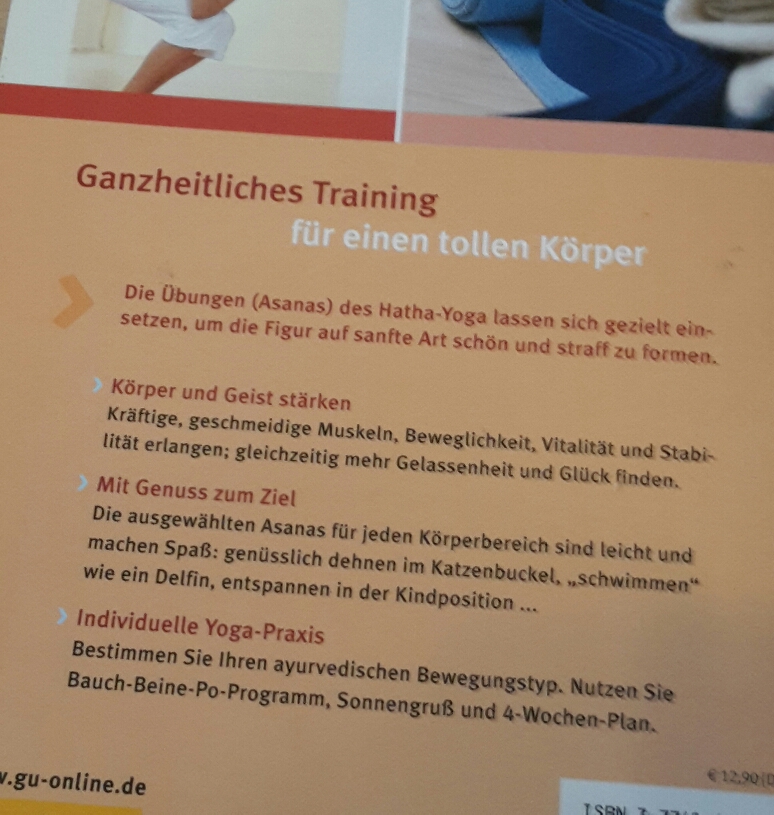 Ganzheitliches Training
für einen tollen Körper
Die Übungen (Asanas) des Hatha-Yoga lassen sich gezielt ein-
setzen, um die Figur auf sanfte Art schön und straff zu formen.
Körper und Geist stärken
Kräftige, geschmeidige Muskeln, Beweglichkeit, Vitalität und Stabi-
lität erlangen; gleichzeitig mehr Gelassenheit und Glück finden.
Mit Genuss zum Ziel
Die ausgewählten Asanas für jeden Körperbereich sind leicht und
machen Spaß: genüsslich dehnen im Katzenbuckel, „schwimmen“
wie ein Delfin, entspannen in der Kindposition ...
Individuelle Yoga-Praxis
Bestimmen Sie Ihren ayurvedischen Bewegungstyp. Nutzen Sie
Bauch-Beine-Po-Programm, Sonnengruß und 4-Wochen-Plan.
.gu-online.de
€ 12,90
ISBN